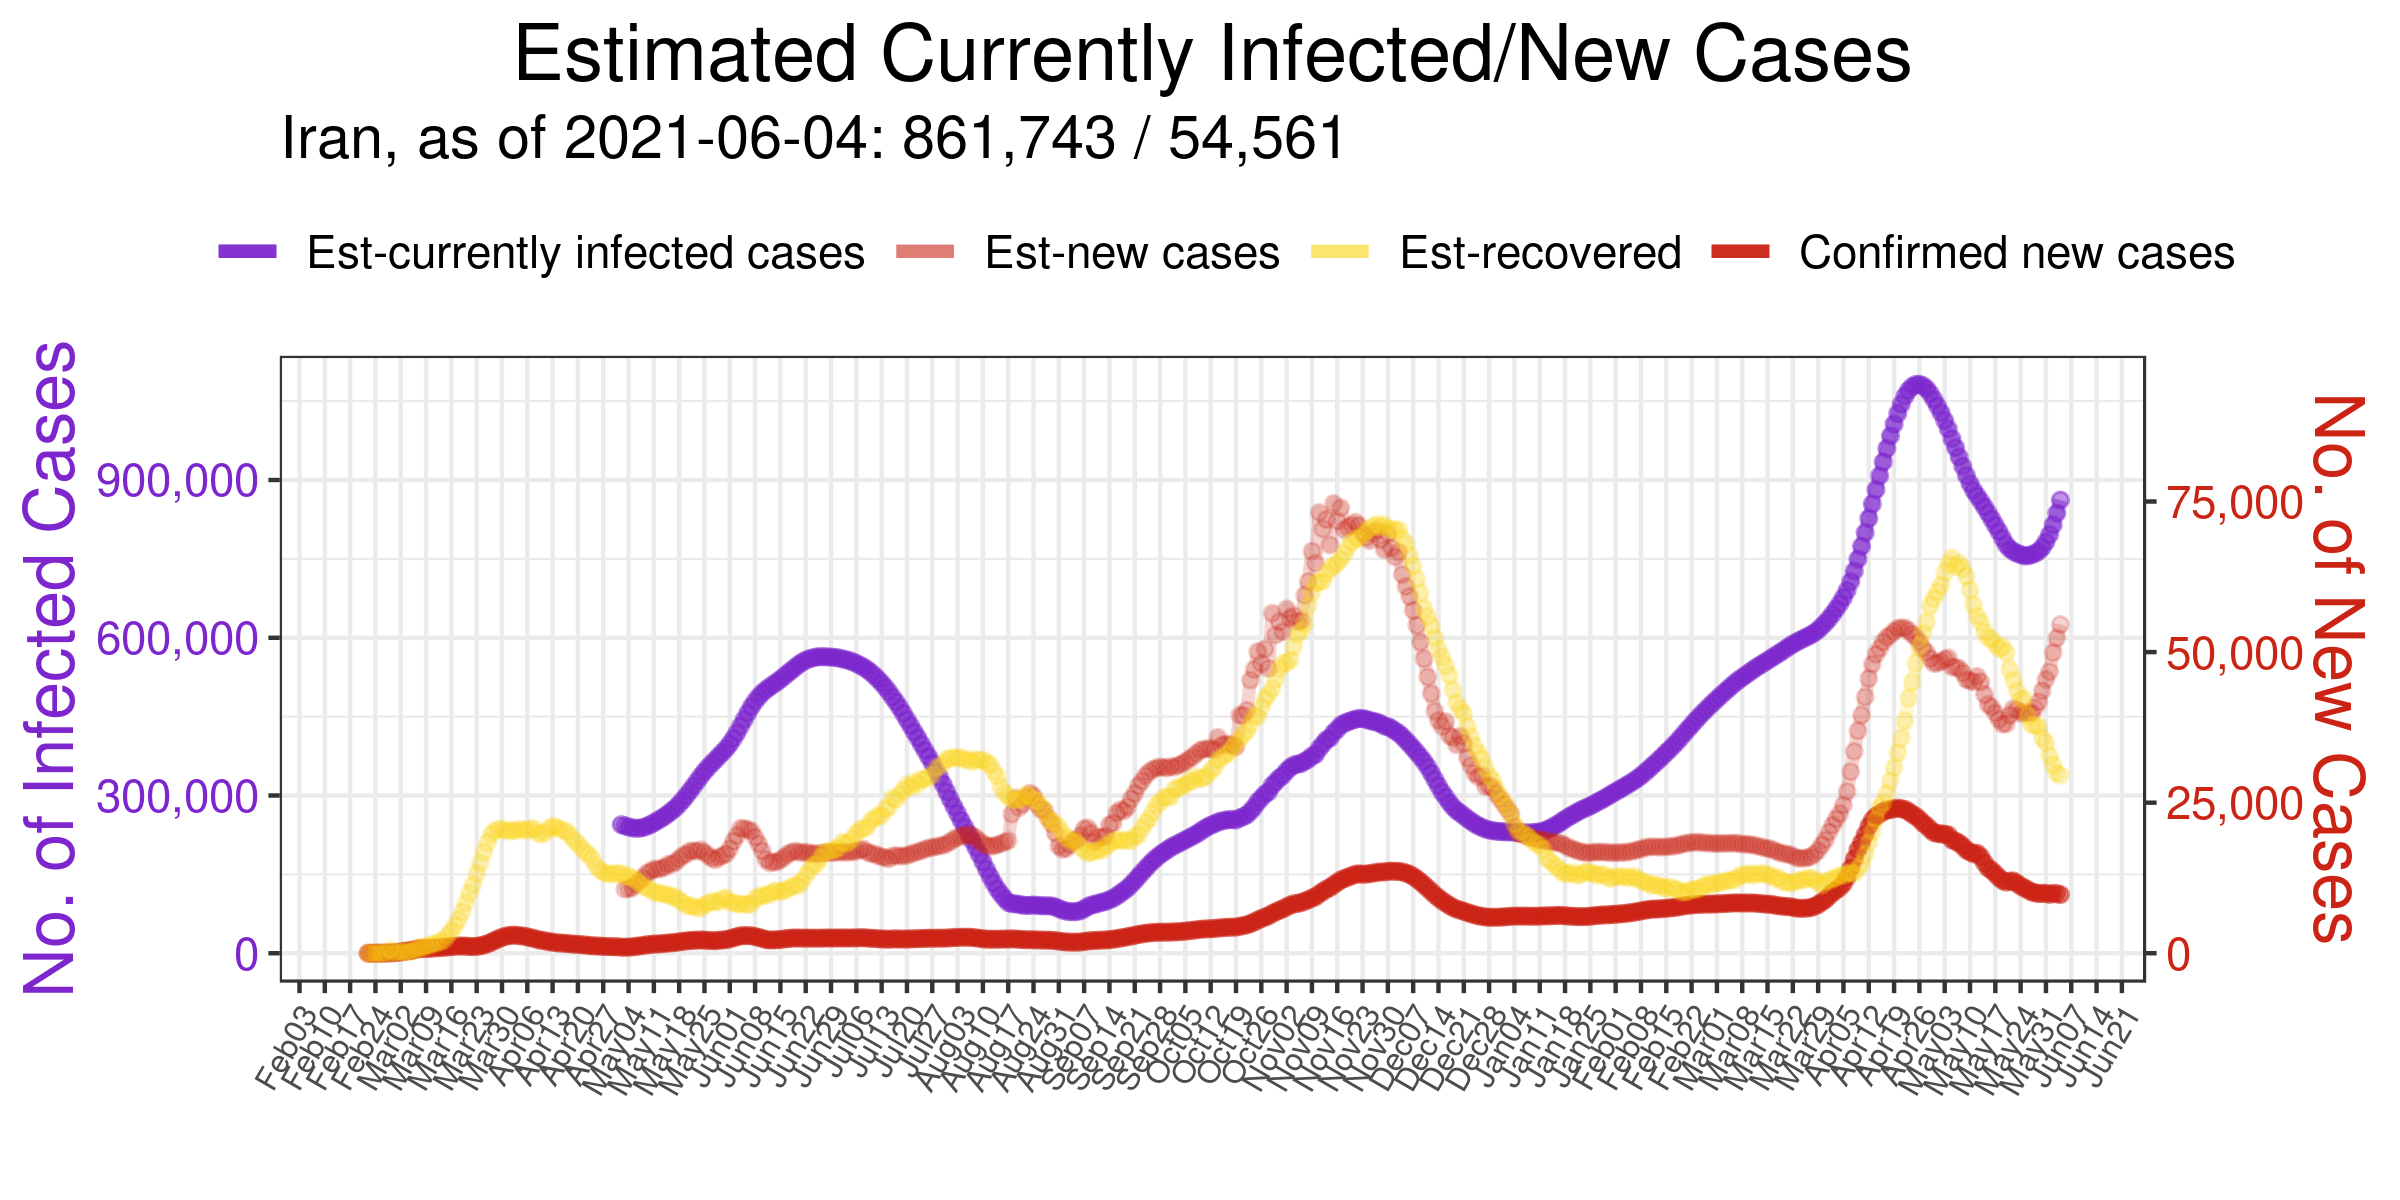 Estimated Currently Infected/New Cases
Iran, as of 2021-06-04: 861,743 / 54,561
Est-currently infected cases Est-new cases Est-recovered Confirmed new cases
No. of Infected Cases
900,000
600,000
300,000
0
75,000
50,000
25,000
0
No. of New Cases
Feb03 Feb10 Feb17 Feb24 Mar02 Mar09 Mar16 Mar23 Mar30 Apr06 Apr13 Apr20 Apr27 May04 May11 May18 May25 Jun01 Jun08 Jun15 Jun22 Jun29 Jul06 Jul13 Jul20 Jul27 Aug03 Aug10 Aug17 Aug24 Aug31 Sep07 Sep14 Sep21 Sep28 Oct05 Oct12 Oct19 Oct26 Nov02 Nov09 Nov16 Nov23 Nov30 Dec07 Dec14 Dec21 Dec28 Jan04 Jan11 Jan18 Jan25 Feb01 Feb08 Feb15 Feb22 Mar01 Mar08 Mar15 Mar22 Mar29 Apr05 Apr12 Apr19 Apr26 May03 May10 May17 May24 May31 Jun07 Jun14 Jun21